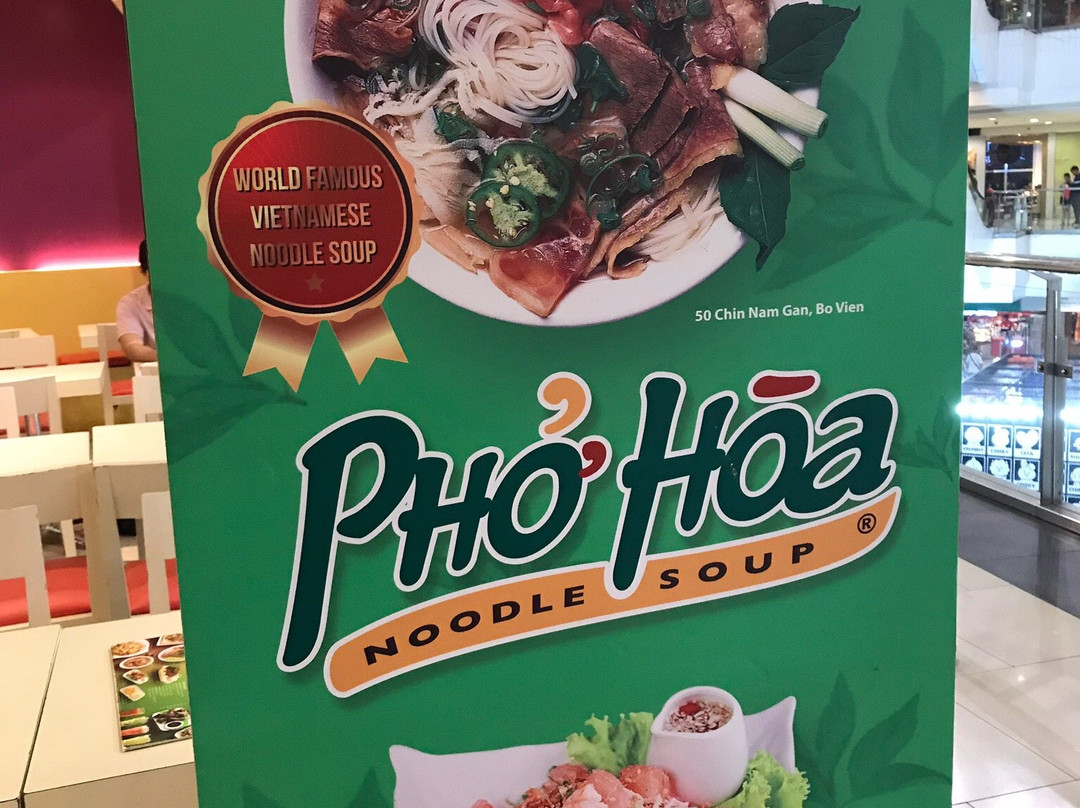 WORLD FAMOUS
VIETNAMESE
NOODLE SOUP
50 Chin Nam Gan, Bo Vien
PHỞ HÒA
NOODLE SOUP ®